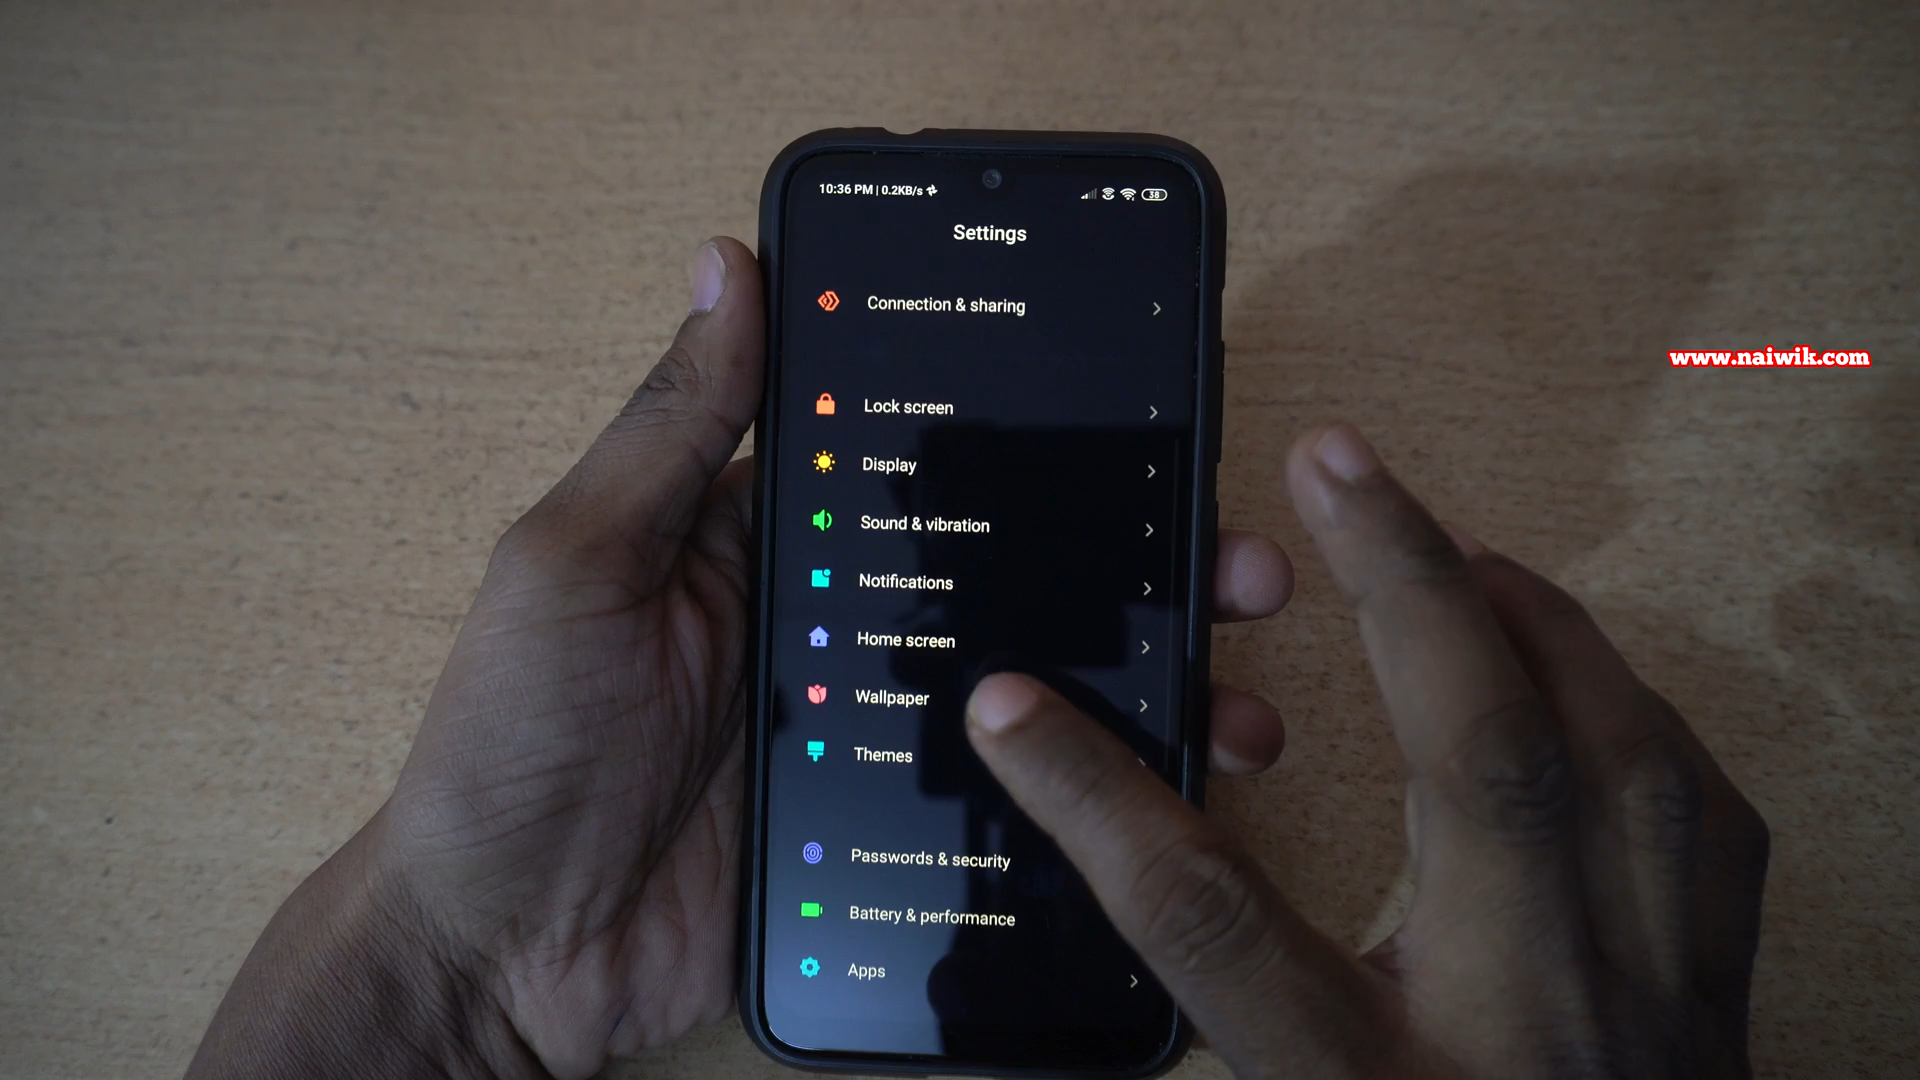 10:36 PM | 0.2KB/s
38
Settings
Connection & sharing
www.naiwik.com
Lock screen
Display
Sound & vibration
Notifications
Home screen
Wallpaper
Themes
Passwords & security
Battery & performance
Apps